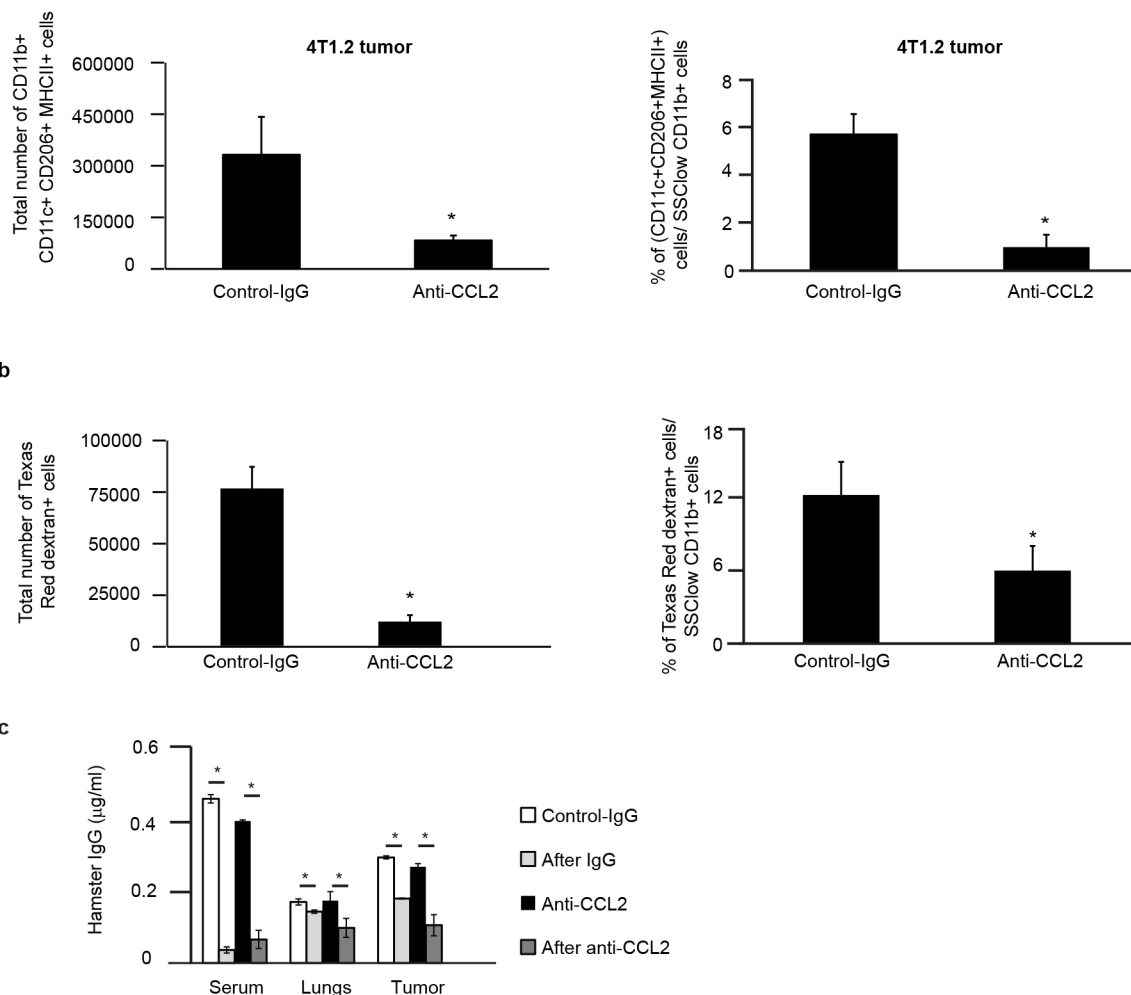 4T1.2 tumor
Total number of CD11b+
CD11c+ CD206+ MHCII+ cells
600000
450000
300000
150000
0
*
Control-IgG
Anti-CCL2
4T1.2 tumor
% of (CD11c+CD206+MHCII+)
cells/ SSClow CD11b+ cells
8
6
4
2
0
*
Control-IgG
Anti-CCL2
b
Total number of Texas
Red dextran+ cells
100000
75000
50000
25000
0
*
Control-IgG
Anti-CCL2
% of Texas Red dextran+ cells/
SSClow CD11b+ cells
18
12
6
0
*
Control-IgG
Anti-CCL2
c
Hamster IgG (μg/ml)
0.6
0.4
0.2
0
*
*
*
*
*
*
Serum
Lungs
Tumor
Control-IgG
After IgG
Anti-CCL2
After anti-CCL2